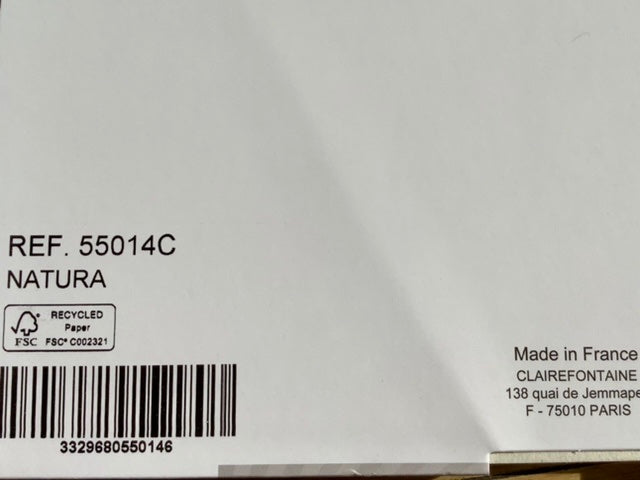 REF. 55014C
NATURA
RECYCLED
Paper
FSC FSC® C002321
3329680550146
Made in France
CLAIREFONTAINE
138 quai de Jemmape
F - 75010 PARIS